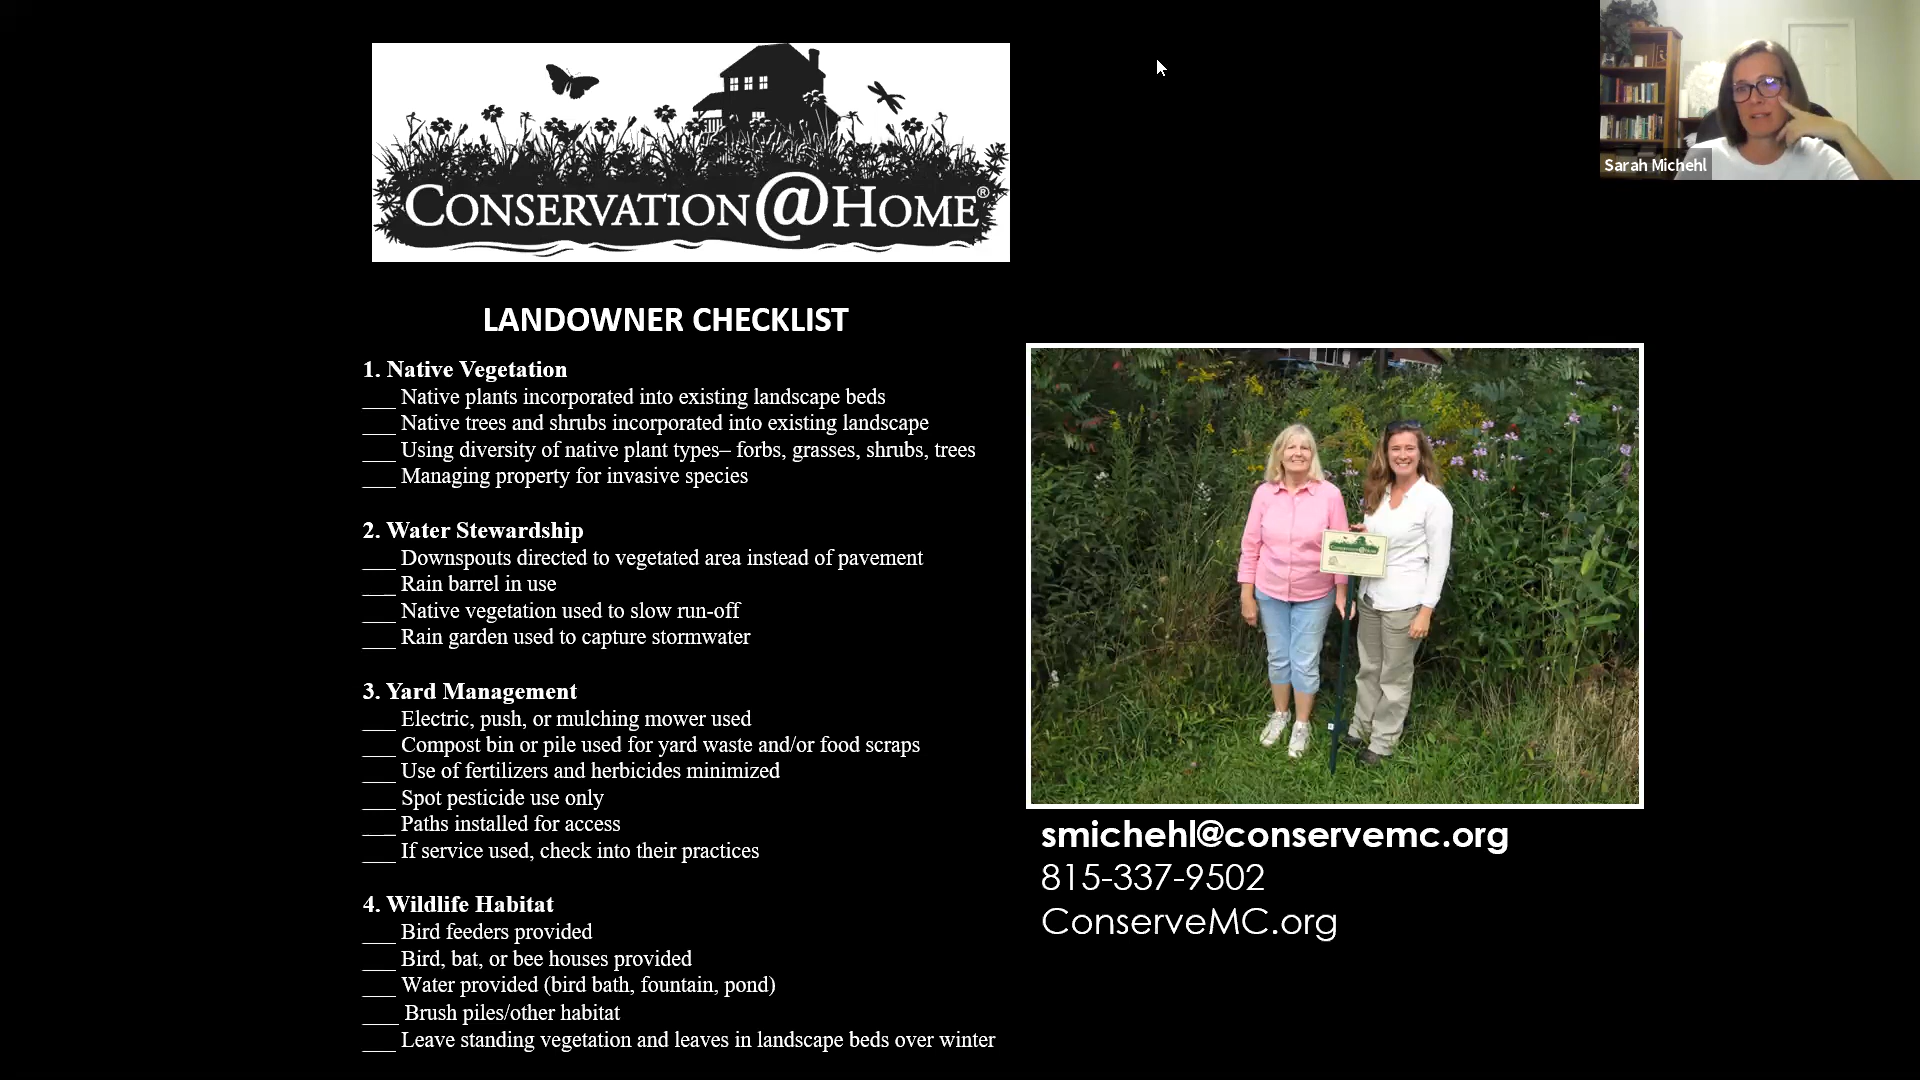 CONSERVATION@HOME®
Sarah Michehl
LANDOWNER CHECKLIST
1. Native Vegetation
___ Native plants incorporated into existing landscape beds
___ Native trees and shrubs incorporated into existing landscape
___ Using diversity of native plant types– forbs, grasses, shrubs, trees
___ Managing property for invasive species
2. Water Stewardship
___ Downspouts directed to vegetated area instead of pavement
___ Rain barrel in use
___ Native vegetation used to slow run-off
___ Rain garden used to capture stormwater
3. Yard Management
___ Electric, push, or mulching mower used
___ Compost bin or pile used for yard waste and/or food scraps
___ Use of fertilizers and herbicides minimized
___ Spot pesticide use only
___ Paths installed for access
___ If service used, check into their practices
4. Wildlife Habitat
___ Bird feeders provided
___ Bird, bat, or bee houses provided
___ Water provided (bird bath, fountain, pond)
___ Brush piles/other habitat
___ Leave standing vegetation and leaves in landscape beds over winter
CONSERVATION@HOME
smichehl@conservemc.org
815-337-9502
ConserveMC.org